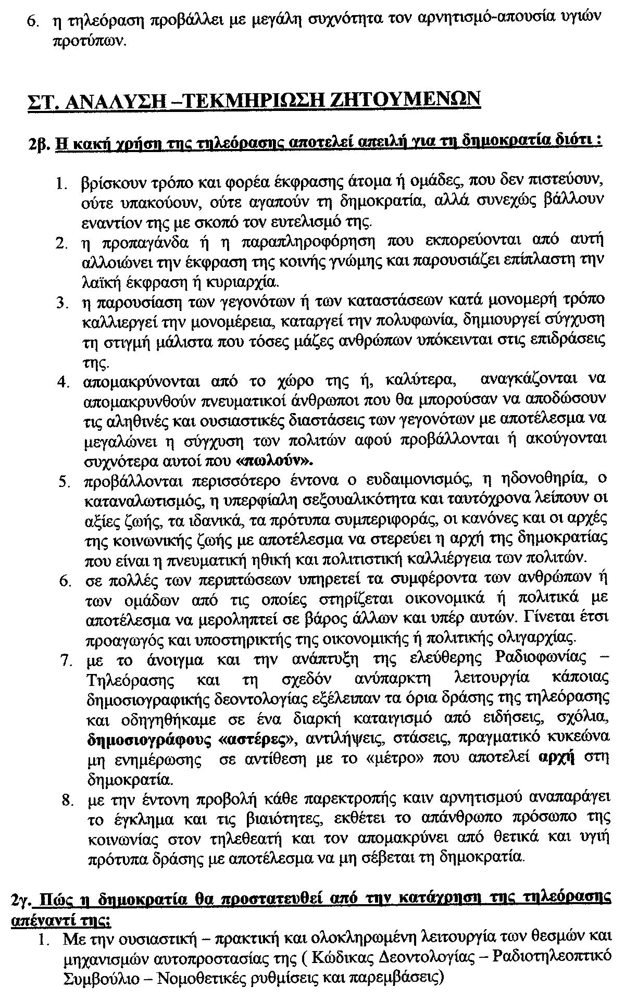 6. η τηλεόραση προβάλλει με μεγάλη συχνότητα τον αρνητισμό-απουσία υγιών
προτύπων.
ΣΤ. ΑΝΑΛΥΣΗ –ΤΕΚΜΗΡΙΩΣΗ ΖΗΤΟΥΜΕΝΩΝ
2β. Η κακή χρήση της τηλεόρασης αποτελεί απειλή για τη δημοκρατία διότι :
1. βρίσκουν τρόπο και φορέα έκφρασης άτομα ή ομάδες, που δεν πιστεύουν,
ούτε υπακούουν, ούτε αγαπούν τη δημοκρατία, αλλά συνεχώς βάλλουν
εναντίον της με σκοπό τον ευτελισμό της.
2. η προπαγάνδα ή η παραπληροφόρηση που εκπορεύονται από αυτή
αλλοιώνει την έκφραση της κοινής γνώμης και παρουσιάζει επίπλαστη την
λαϊκή έκφραση ή κυριαρχία.
3. η παρουσίαση των γεγονότων ή των καταστάσεων κατά μονομερή τρόπο
καλλιεργεί την μονομέρεια, καταργεί την πολυφωνία, δημιουργεί σύγχυση
τη στιγμή μάλιστα που τόσες μάζες ανθρώπων υπόκεινται στις επιδράσεις
της.
4. απομακρύνονται από το χώρο της ή, καλύτερα, αναγκάζονται να
απομακρυνθούν πνευματικοί άνθρωποι που θα μπορούσαν να αποδώσουν
τις αληθινές και ουσιαστικές διαστάσεις των γεγονότων με αποτέλεσμα να
μεγαλώνει η σύγχυση των πολιτών αφού προβάλλονται ή ακούγονται
συχνότερα αυτοί που «πωλούν».
5. προβάλλονται περισσότερο έντονα ο ευδαιμονισμός, η ηδονοθηρία, ο
καταναλωτισμός, η υπερφίαλη σεξουαλικότητα και ταυτόχρονα λείπουν οι
αξίες ζωής, τα ιδανικά, τα πρότυπα συμπεριφοράς, οι κανόνες και οι αρχές
της κοινωνικής ζωής με αποτέλεσμα να στερεύει η αρχή της δημοκρατίας
που είναι η πνευματική ηθική και πολιτιστική καλλιέργεια των πολιτών.
6. σε πολλές των περιπτώσεων υπηρετεί τα συμφέροντα των ανθρώπων ή
των ομάδων από τις οποίες στηρίζεται οικονομικά ή πολιτικά με
αποτέλεσμα να μεροληπτεί σε βάρος άλλων και υπέρ αυτών. Γίνεται έτσι
προαγωγός και υποστηρικτής της οικονομικής ή πολιτικής ολιγαρχίας.
7. με το άνοιγμα και την ανάπτυξη της ελεύθερης Ραδιοφωνίας –
Τηλεόρασης και τη σχεδόν ανύπαρκτη λειτουργία κάποιας
δημοσιογραφικής δεοντολογίας εξέλειπαν τα όρια δράσης της τηλεόρασης
και οδηγηθήκαμε σε ένα διαρκή καταιγισμό από ειδήσεις, σχόλια,
δημοσιογράφους «αστέρες», αντιλήψεις, στάσεις, πραγματικό κυκεώνα
μη ενημέρωσης σε αντίθεση με το «μέτρο» που αποτελεί αρχή στη
δημοκρατία.
8. με την έντονη προβολή κάθε παρεκτροπής καιν αρνητισμού αναπαράγει
το έγκλημα και τις βιαιότητες, εκθέτει το απάνθρωπο πρόσωπο της
κοινωνίας στον τηλεθεατή και τον απομακρύνει από θετικά και υγιή
πρότυπα δράσης με αποτέλεσμα να μη σέβεται τη δημοκρατία.
2γ. Πώς η δημοκρατία θα προστατευθεί από την κατάχρηση της τηλεόρασης
απέναντί της;
1. Με την ουσιαστική – πρακτική και ολοκληρωμένη λειτουργία των θεσμών και
μηχανισμών αυτοπροστασίας της ( Κώδικας Δεοντολογίας – Ραδιοτηλεοπτικό
Συμβούλιο – Νομοθετικές ρυθμίσεις και παρεμβάσεις)